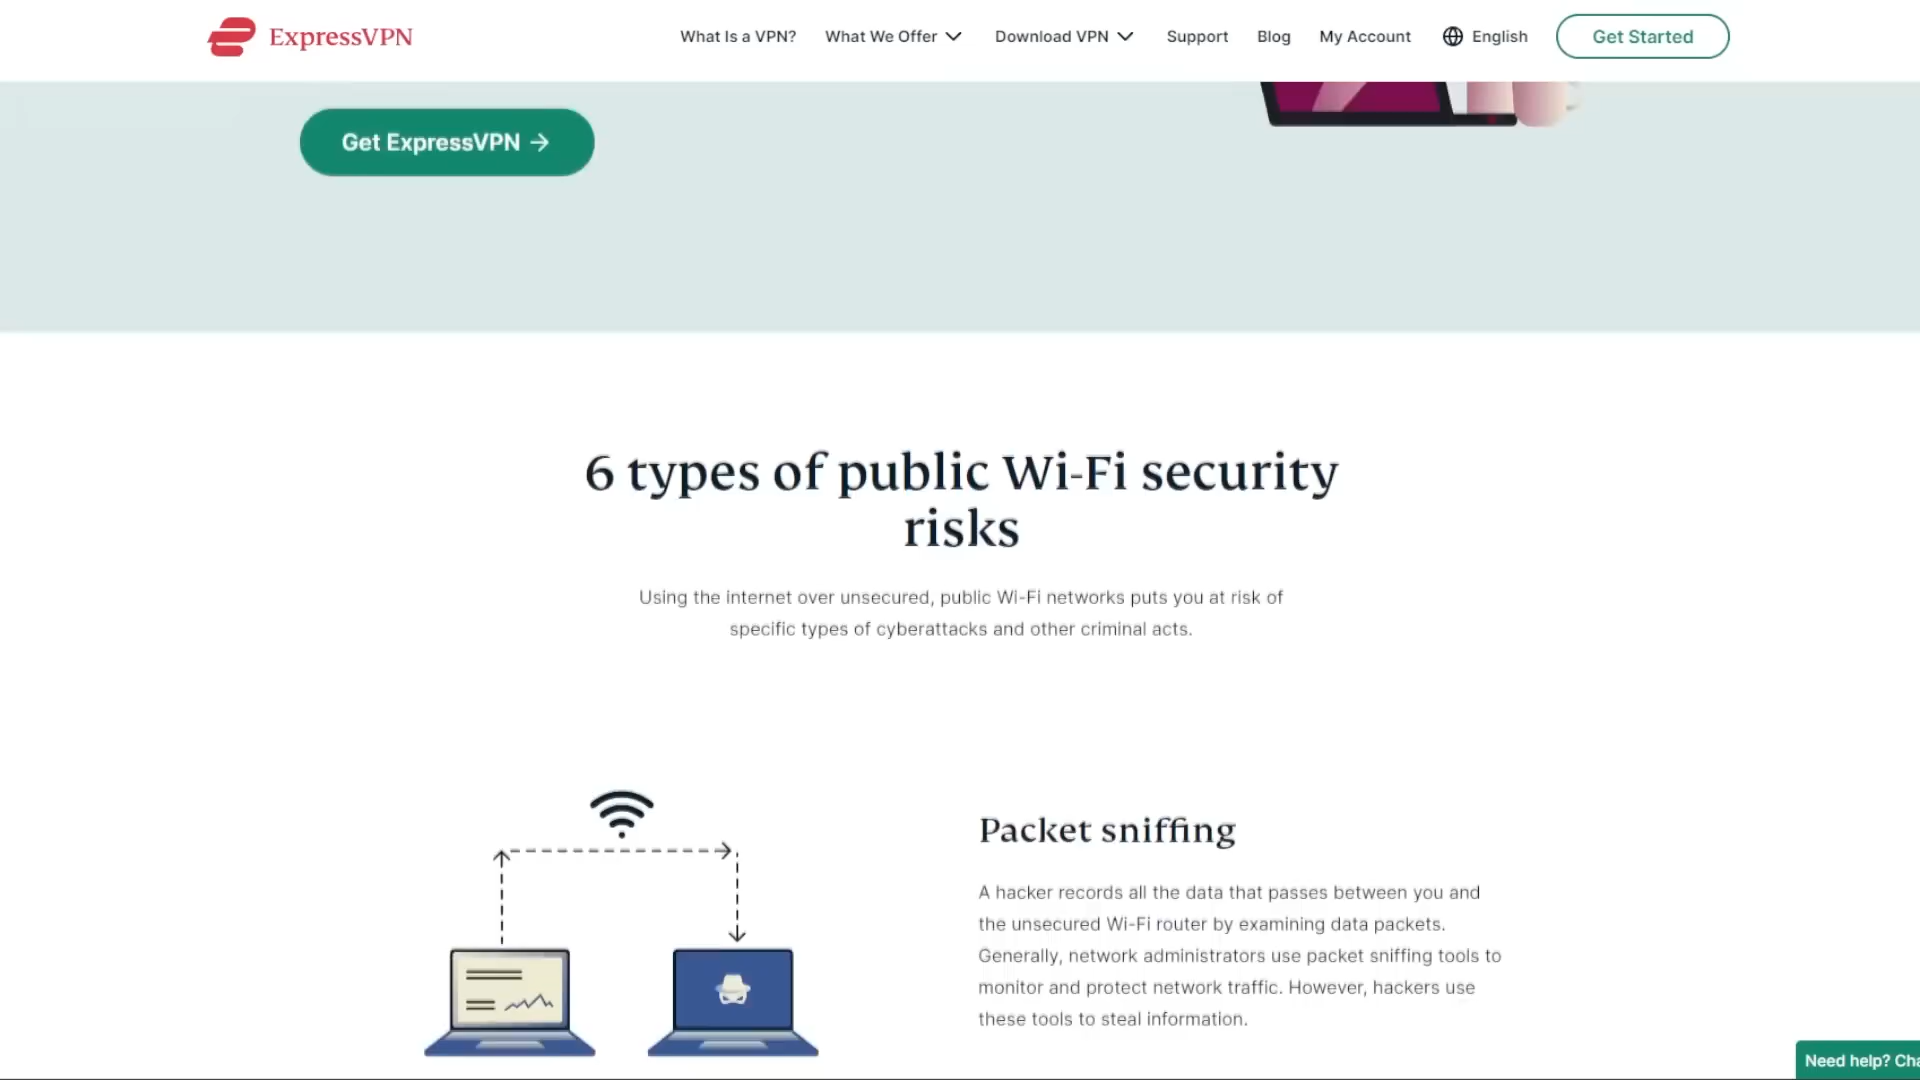 ExpressVPN
What Is a VPN?
What We Offer
Download VPN
Support
Blog
My Account
English
Get Started
Get ExpressVPN →
6 types of public Wi-Fi security
risks
Using the internet over unsecured, public Wi-Fi networks puts you at risk of
specific types of cyberattacks and other criminal acts.
Packet sniffing
A hacker records all the data that passes between you and
the unsecured Wi-Fi router by examining data packets.
Generally, network administrators use packet sniffing tools to
monitor and protect network traffic. However, hackers use
these tools to steal information.
Need help? Cha